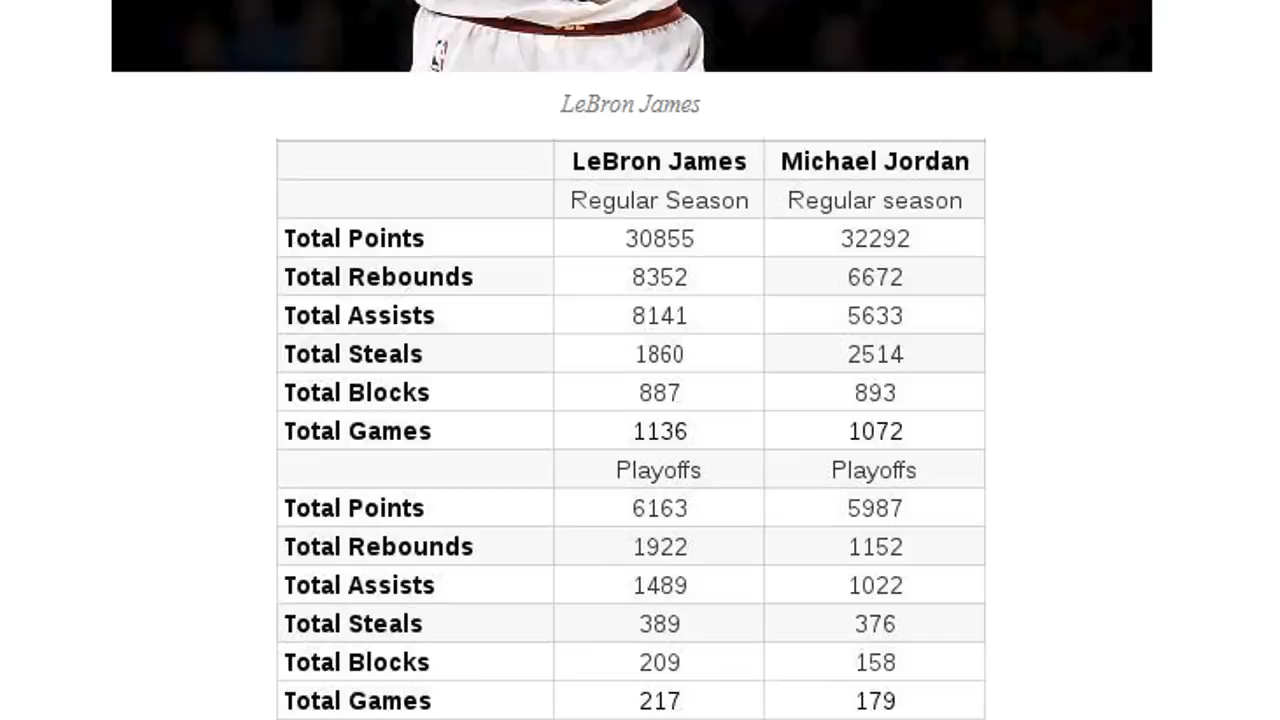 LeBron James
LeBron James Michael Jordan
Regular Season Regular season
Total Points 30855 32292
Total Rebounds 8352 6672
Total Assists 8141 5633
Total Steals 1860 2514
Total Blocks 887 893
Total Games 1136 1072
Playoffs Playoffs
Total Points 6163 5987
Total Rebounds 1922 1152
Total Assists 1489 1022
Total Steals 389 376
Total Blocks 209 158
Total Games 217 179